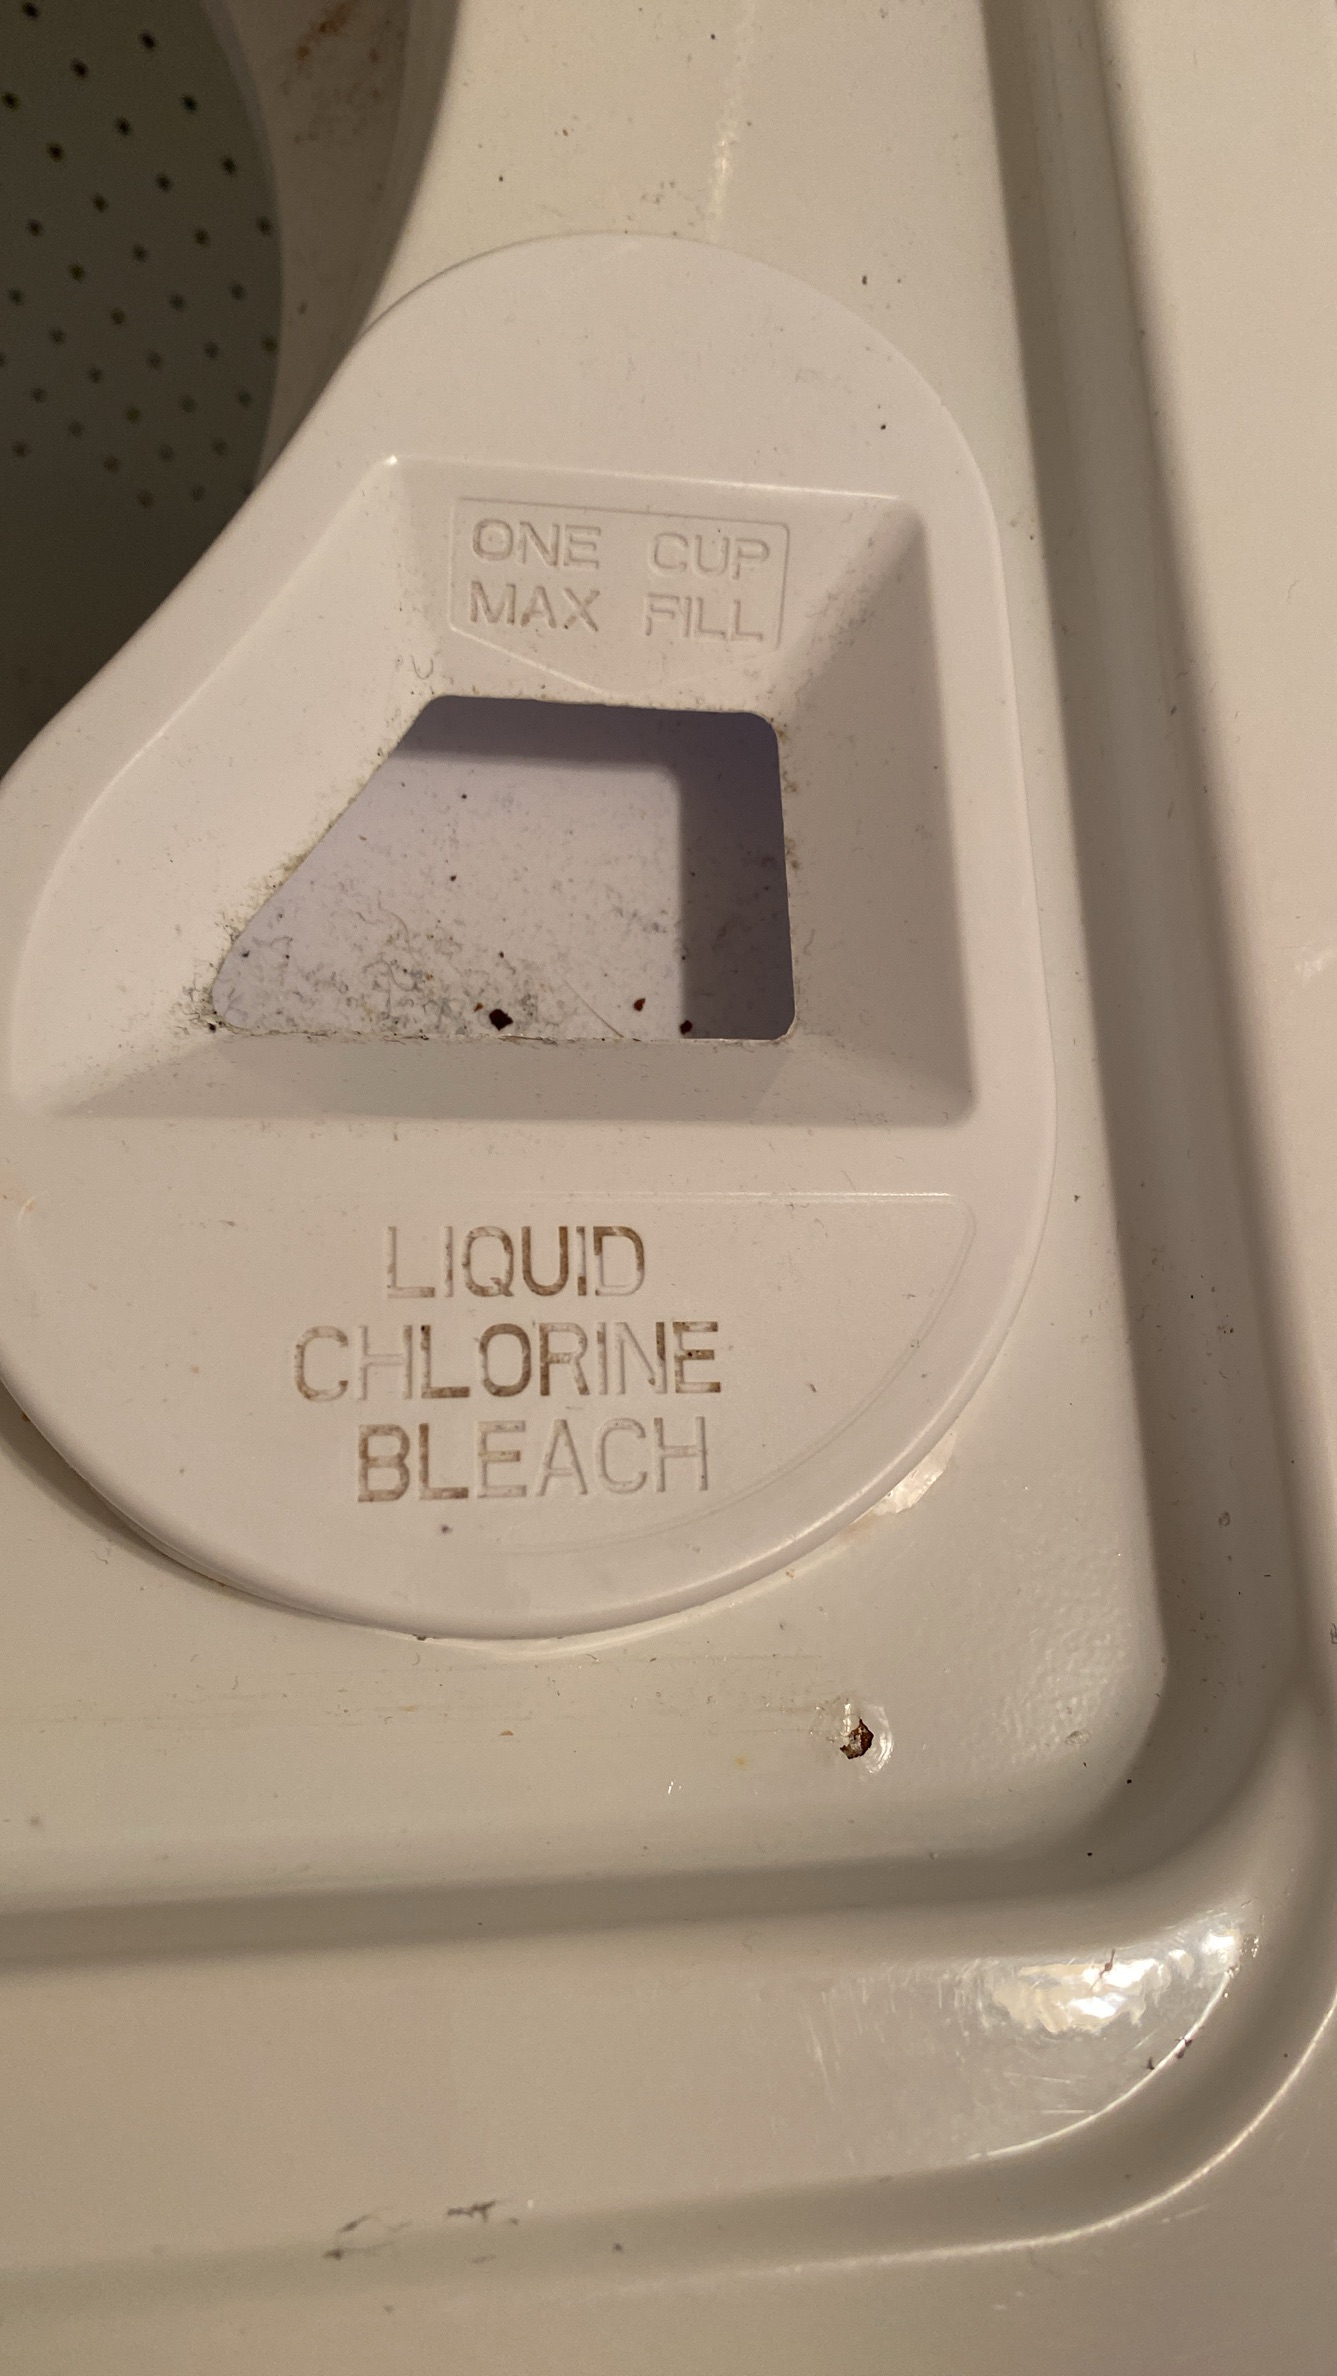 ONE CUP
MAX FILL
LIQUID
CHLORINE
BLEACH